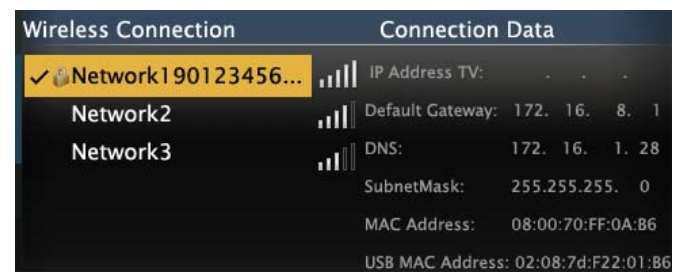 Wireless Connection
Connection Data
Network190123456...
Network2
Network3
IP Address TV: . . .
Default Gateway: 172. 16. 8. 1
DNS: 172. 16. 1. 28
SubnetMask: 255.255.255. 0
MAC Address: 08:00:70:FF:0A:B6
USB MAC Address: 02:08:7d:F22:01:B6